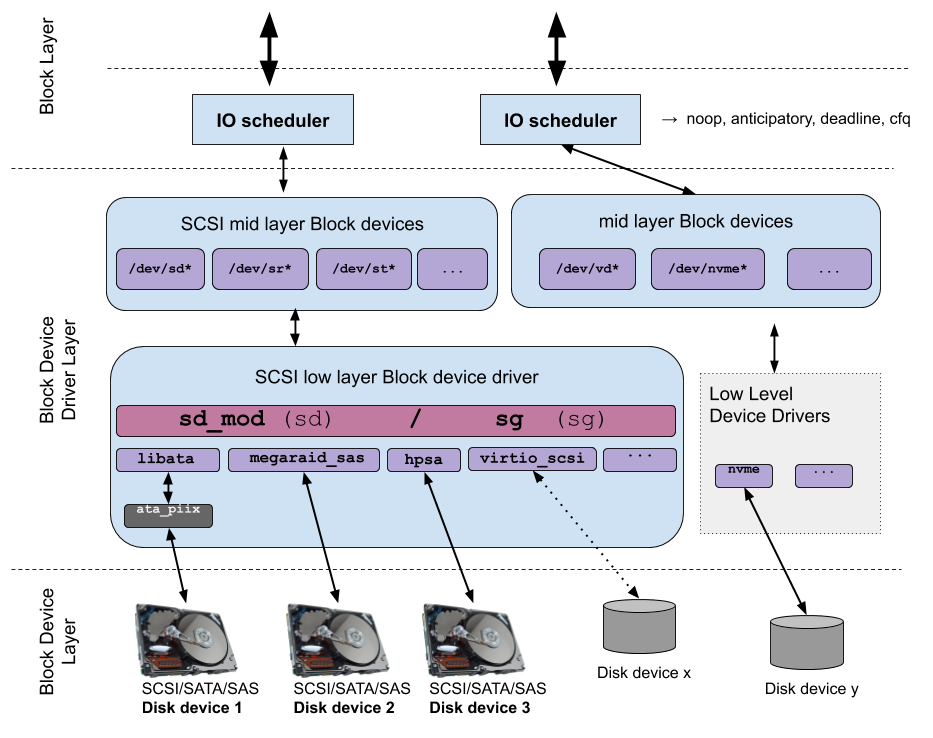 Block Layer
IO scheduler
IO scheduler
→ noop, anticipatory, deadline, cfq
Block Device
Driver Layer
SCSI mid layer Block devices
/dev/sd*
/dev/sr*
/dev/st*
...
mid layer Block devices
/dev/vd*
/dev/nvme*
...
SCSI low layer Block device driver
sd_mod (sd) / sg (sg)
libata
megaraid_sas
hpsa
virtio_scsi
...
ata_piix
Low Level
Device Drivers
nvme
...
Block Device
Layer
SCSI/SATA/SAS
Disk device 1
SCSI/SATA/SAS
Disk device 2
SCSI/SATA/SAS
Disk device 3
Disk device x
Disk device y